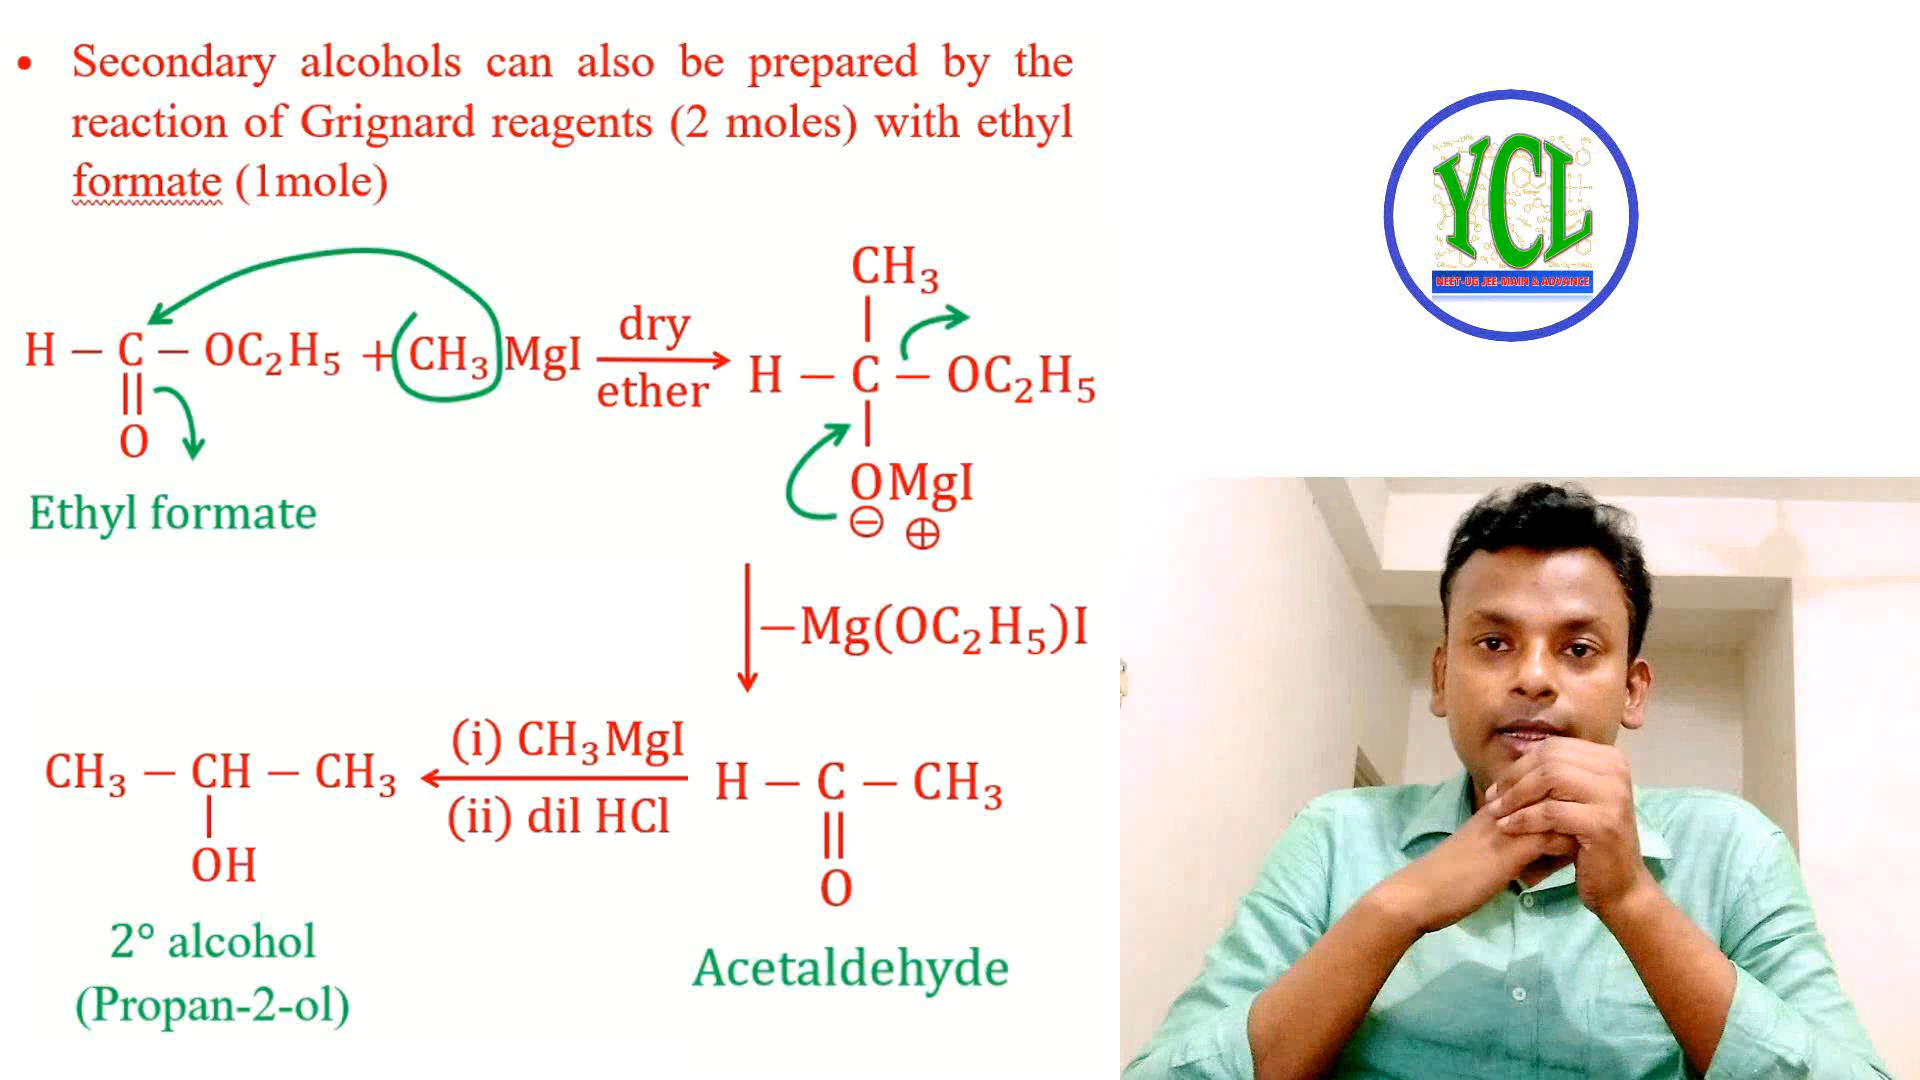 • Secondary alcohols can also be prepared by the
reaction of Grignard reagents (2 moles) with ethyl
formate (1mole)
YCL
NEET-UG JEE-MAIN & ADVANCE
CH₃
H – C – OC₂H₅ + CH₃MgI dry H – C – OC₂H₅
ether
O
OMgI
⊖ ⊕
Ethyl formate
–Mg(OC₂H₅)I
CH₃ – CH – CH₃ (i) CH₃MgI H – C – CH₃
(ii) dil HCl
OH
O
2° alcohol
(Propan-2-ol)
Acetaldehyde